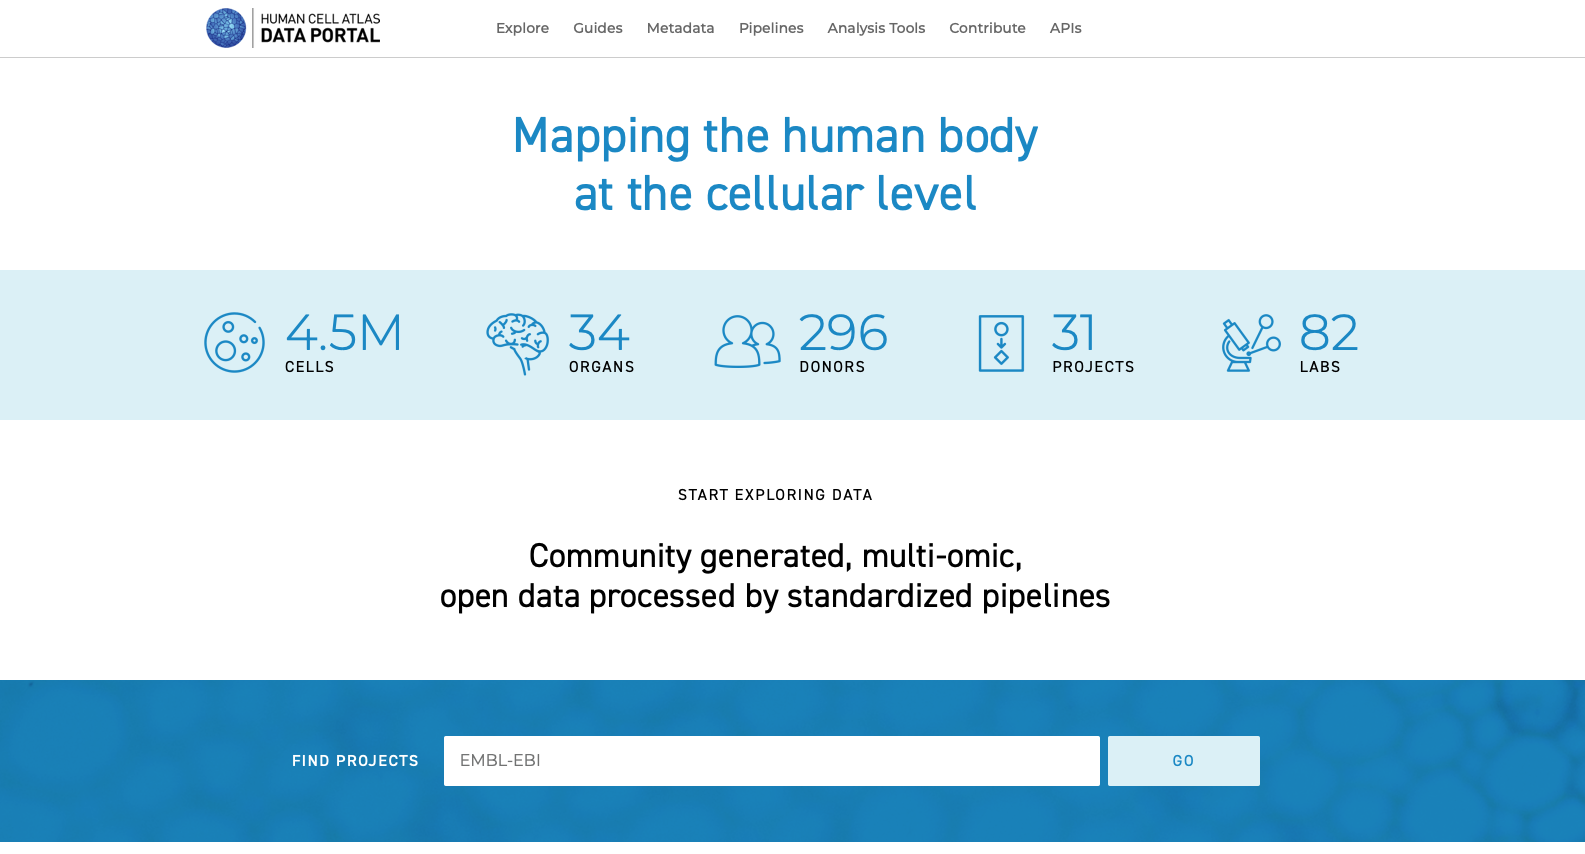 HUMAN CELL ATLAS
DATA PORTAL
Explore Guides Metadata Pipelines Analysis Tools Contribute APIs
Mapping the human body
at the cellular level
4.5M
CELLS
34
ORGANS
296
DONORS
31
PROJECTS
82
LABS
START EXPLORING DATA
Community generated, multi-omic,
open data processed by standardized pipelines
FIND PROJECTS EMBL-EBI GO